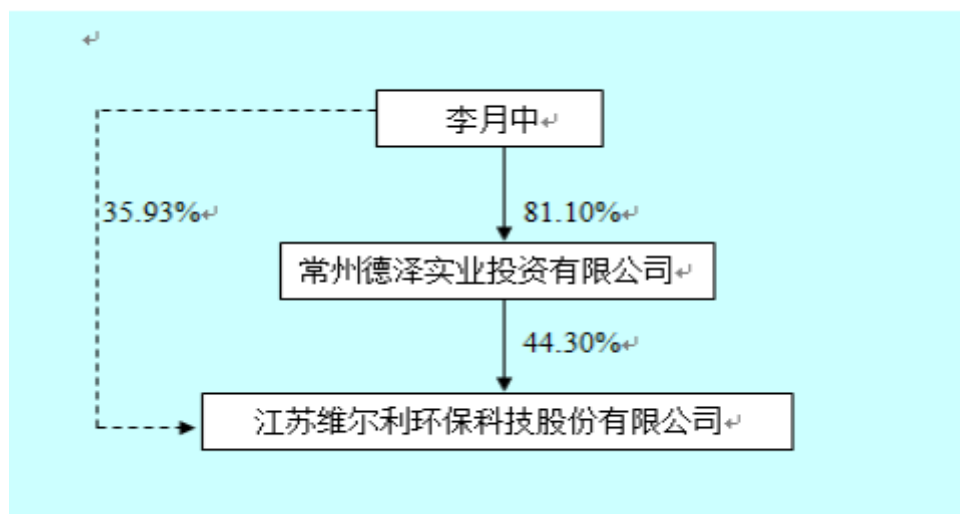 李月中
35.93%
81.10%
常州德泽实业投资有限公司
44.30%
江苏维尔利环保科技股份有限公司